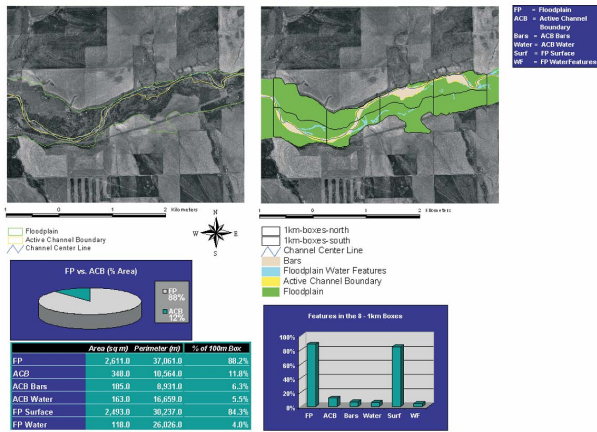 FP = Floodplain
ACB = Active Channel
Boundary
Bars = ACB Bars
Water = ACB Water
Surf = FP Surface
WF = FP WaterFeatures
1 0 1 2 Kilometers
1 0 1 2 Kilometers
N
W E
S
Floodplain
Active Channel Boundary
Channel Center Line
1km-boxes-north
1km-boxes-south
Channel Center Line
Bars
Floodplain Water Features
Active Channel Boundary
Floodplain
FP vs. ACB (% Area)
FP
88%
ACB
12%
Area (sq m) Perimeter (m) % of 100m Box
FP 2,611.0 37,061.0 88.2%
ACB 348.0 10,564.0 11.8%
ACB Bars 185.0 8,931.0 6.3%
ACB Water 163.0 16,659.0 5.5%
FP Surface 2,493.0 30,237.0 84.3%
FP Water 118.0 26,026.0 4.0%
Features in the 8 - 1km Boxes
100%
80%
60%
40%
20%
0%
FP ACB Bars Water Surf WF